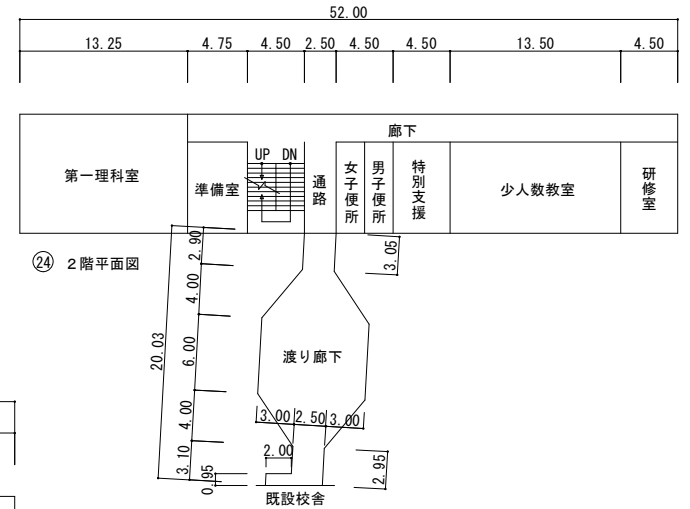 52.00
13.25 4.75 4.50 2.50 4.50 4.50 13.50 4.50
廊下
第一理科室
準備室
UP DN
通路
女子便所
男子便所
特別支援
少人数教室
研修室
㉔ 2階平面図
2.90
3.05
4.00
20.03
6.00
渡り廊下
4.00
3.00 2.50 3.00
3.10
2.00
0.95
2.95
既設校舎